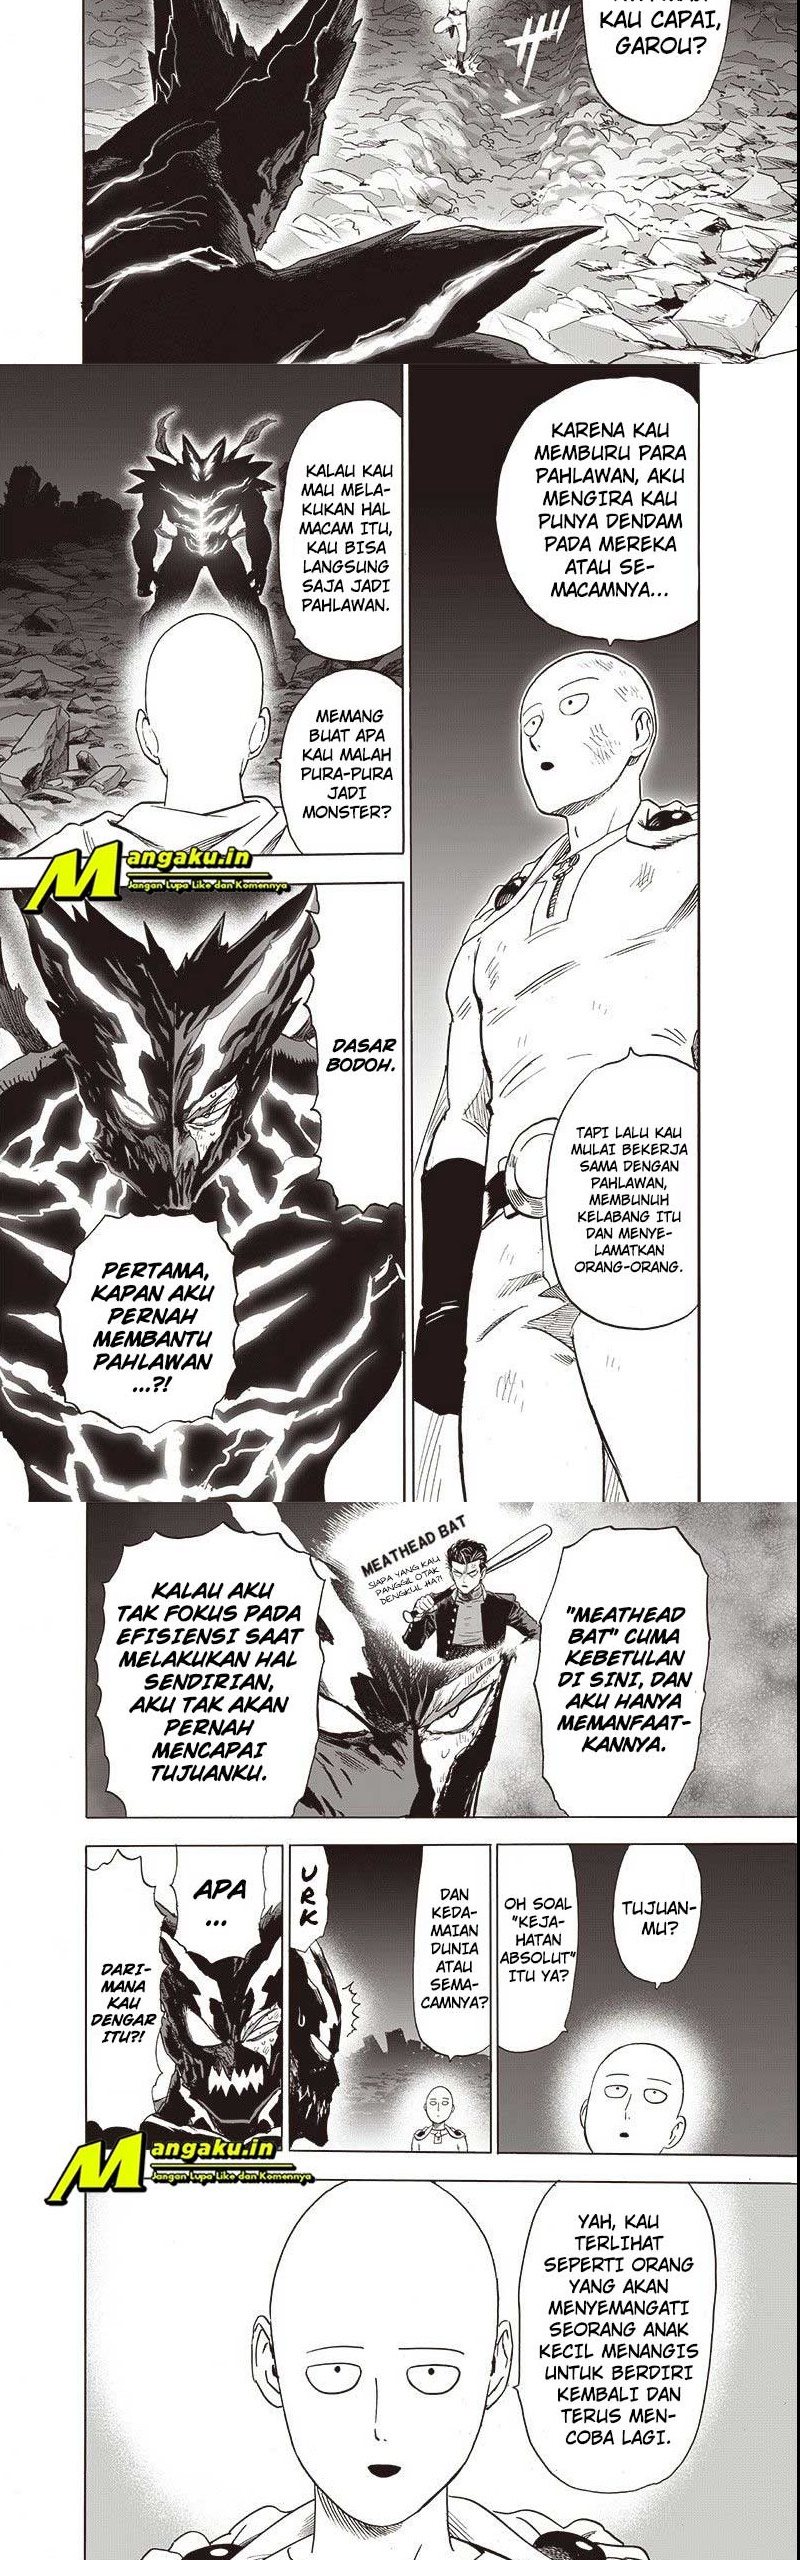 KAU CAPAI,
GAROU?
KARENA KAU
MEMBURU PARA
PAHLAWAN, AKU
MENGIRA KAU
PUNYA DENDAM
PADA MEREKA
ATAU SE-
MACAMNYA...
TAPI LALU KAU
MULAI BEKERJA
SAMA DENGAN
PAHLAWAN,
MEMBUNUH
KELABANG ITU
DAN MENYE-
LAMATKAN
ORANG-ORANG.
KALAU KAU
MAU MELA-
KUKAN HAL
MACAM ITU,
KAU BISA
LANGSUNG
SAJA JADI
PAHLAWAN.
MEMANG
BUAT APA
KAU MALAH
PURA-PURA
JADI
MONSTER?
Mangaku.in
Jangan Lupa Like dan Komennya
DASAR
BODOH.
PERTAMA,
KAPAN AKU
PERNAH
MEMBANTU
PAHLAWAN
...?!
"MEATHEAD
BAT" CUMA
KEBETULAN
DI SINI, DAN
AKU HANYA
MEMANFAAT-
KANNYA.
MEATHEAD BAT
SIAPA YANG KAU
PANGGIL OTAK
DENGKUL HA?!
KALAU AKU
TAK FOKUS PADA
EFISIENSI SAAT
MELAKUKAN HAL
SENDIRIAN,
AKU TAK AKAN
PERNAH
MENCAPAI
TUJUANKU.
TUJUAN-
MU?
OH SOAL
"KEJA-
HATAN
ABSOLUT"
ITU YA?
DAN
KEDA-
MAIAN
DUNIA
ATAU
SEMA-
CAMNYA?
URK
APA
...
DARI-
MANA
KAU
DENGAR
ITU?!
Mangaku.in
Jangan Lupa Like dan Komennya
YAH, KAU
TERLIHAT
SEPERTI ORANG
YANG AKAN
MENYEMANGATI
SEORANG ANAK
KECIL MENANGIS
UNTUK BERDIRI
KEMBALI DAN
TERUS MEN-
COBA LAGI.